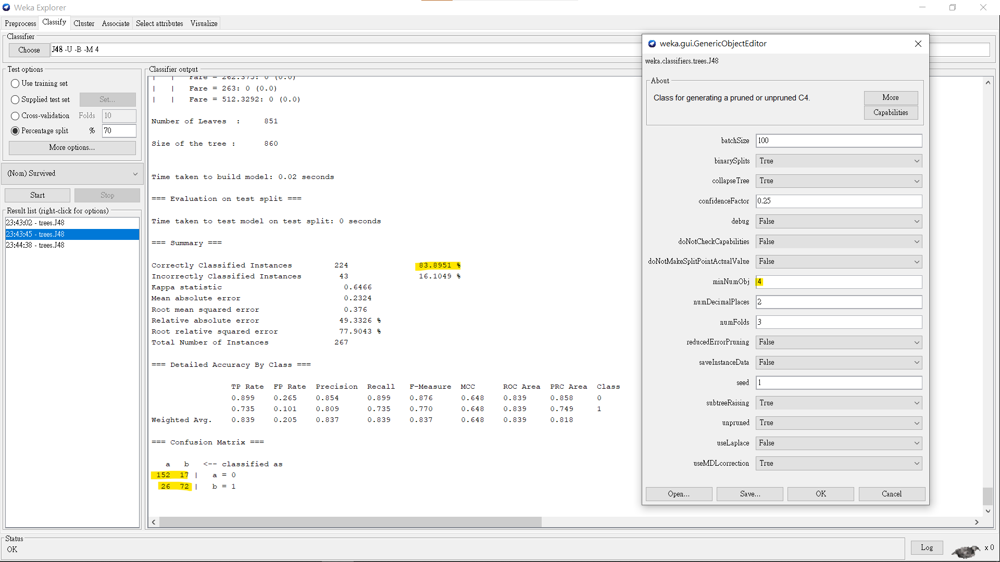 Weka Explorer
Preprocess Classify Cluster Associate Select attributes Visualize
Classifier
Choose J48 -U -B -M 4
Test options
Use training set
Supplied test set Set...
Cross-validation Folds 10
Percentage split % 70
More options...
(Nom) Survived
Start Stop
Result list (right-click for options)
23:43:02 - trees.J48
23:43:45 - trees.J48
23:44:38 - trees.J48
Classifier output
| | Fare = 262.375: 0 (0.0)
| | Fare = 263: 0 (0.0)
| | Fare = 512.3292: 0 (0.0)
Number of Leaves : 851
Size of the tree : 860
Time taken to build model: 0.02 seconds
=== Evaluation on test split ===
Time taken to test model on test split: 0 seconds
=== Summary ===
Correctly Classified Instances 224 83.8951 %
Incorrectly Classified Instances 43 16.1049 %
Kappa statistic 0.6466
Mean absolute error 0.2324
Root mean squared error 0.376
Relative absolute error 49.3326 %
Root relative squared error 77.9043 %
Total Number of Instances 267
=== Detailed Accuracy By Class ===
TP Rate FP Rate Precision Recall F-Measure MCC ROC Area PRC Area Class
0.899 0.265 0.854 0.899 0.876 0.648 0.839 0.858 0
0.735 0.101 0.809 0.735 0.770 0.648 0.839 0.749 1
Weighted Avg. 0.839 0.205 0.837 0.839 0.837 0.648 0.839 0.818
=== Confusion Matrix ===
a b <-- classified as
152 17 | a = 0
26 72 | b = 1
weka.gui.GenericObjectEditor
weka.classifiers.trees.J48
About
Class for generating a pruned or unpruned C4.
More
Capabilities
batchSize 100
binarySplits True
collapseTree True
confidenceFactor 0.25
debug False
doNotCheckCapabilities False
doNotMakeSplitPointActualValue False
minNumObj 4
numDecimalPlaces 2
numFolds 3
reducedErrorPruning False
saveInstanceData False
seed 1
subtreeRaising True
unpruned True
useLaplace False
useMDLcorrection True
Open... Save... OK Cancel
Status
OK
Log x 0